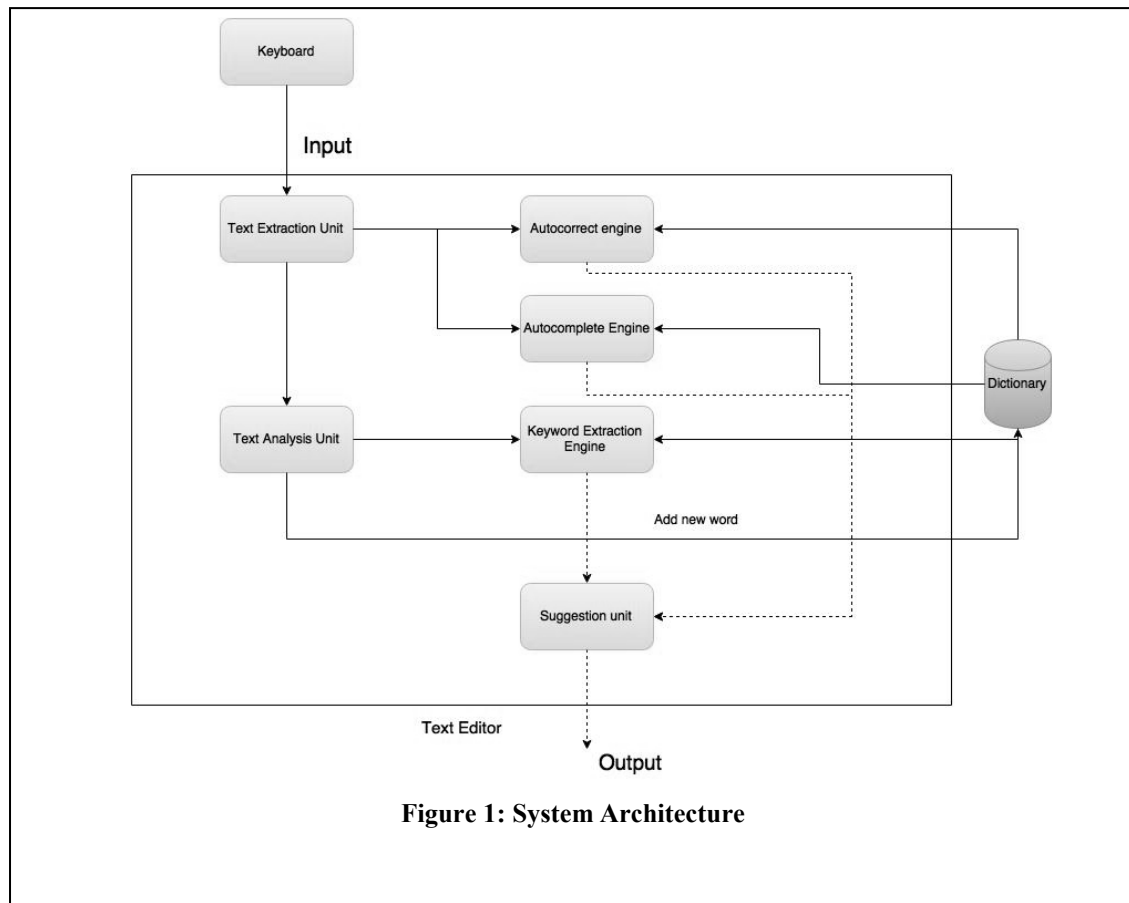 Keyboard
Input
Text Extraction Unit
Autocorrect engine
Autocomplete Engine
Dictionary
Text Analysis Unit
Keyword Extraction
Engine
Add new word
Suggestion unit
Text Editor
Output
Figure 1: System Architecture